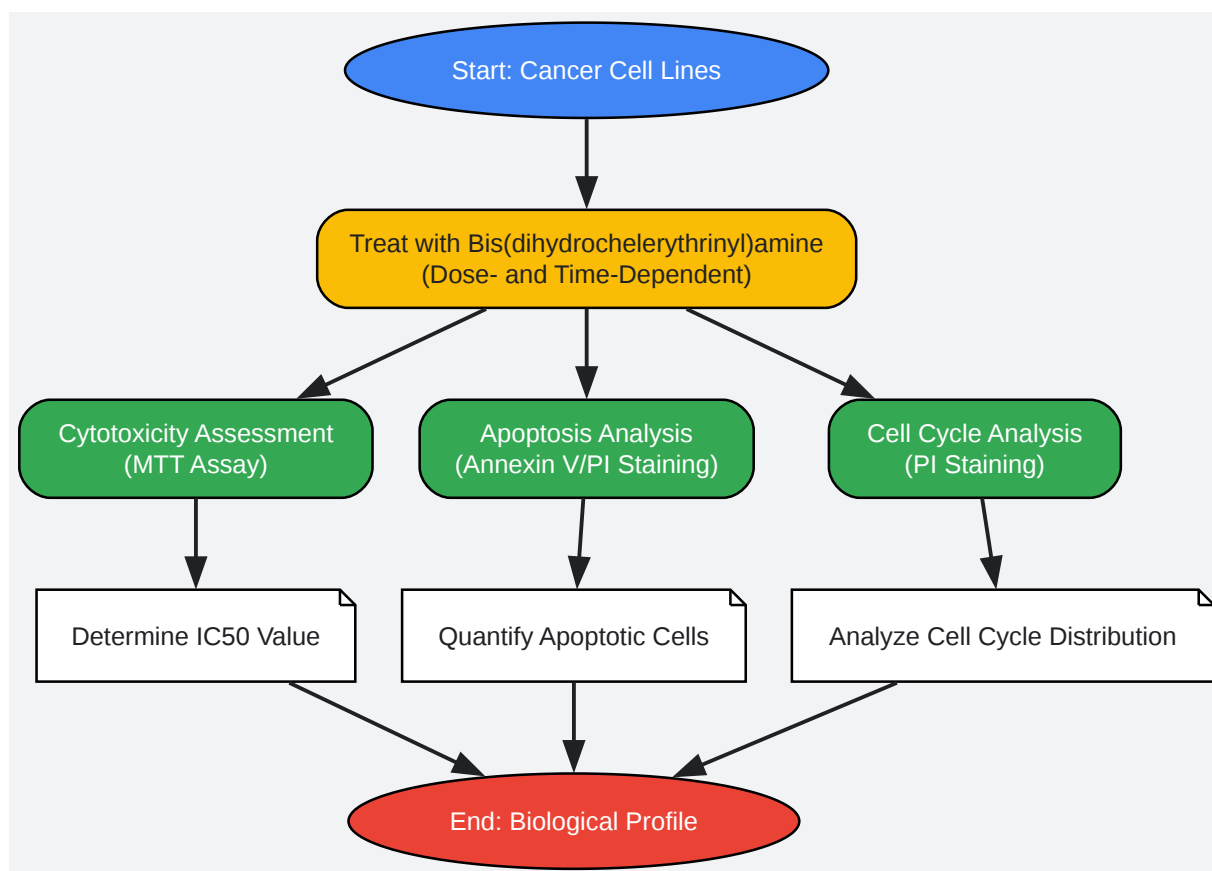 Start: Cancer Cell Lines
Treat with Bis(dihydrochelerythrinyl)amine
(Dose- and Time-Dependent)
Cytotoxicity Assessment
(MTT Assay)
Apoptosis Analysis
(Annexin V/PI Staining)
Cell Cycle Analysis
(PI Staining)
Determine IC50 Value
Quantify Apoptotic Cells
Analyze Cell Cycle Distribution
End: Biological Profile